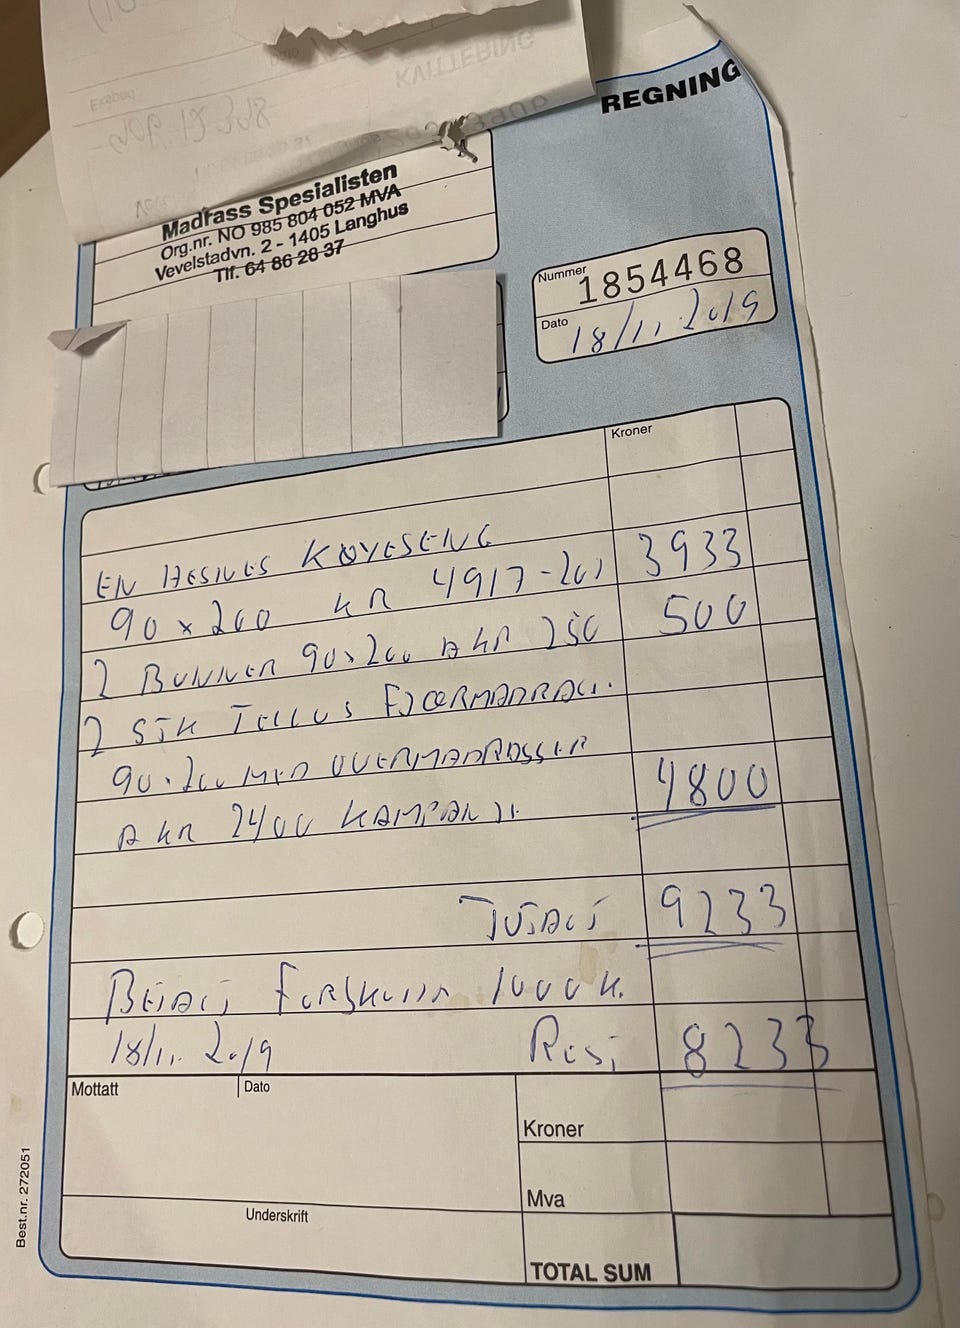 REGNING
Madrass Spesialisten
Org.nr. NO 985 804 052 MVA
Vevelstadvn. 2 - 1405 Langhus
Tlf. 64 86 28 37
Nummer
1854468
Dato
18/11 2019
Kroner
EN KØYESENG
90 x 200 KR 4917-20% 3933
2 BUNNER 90x200 A KR 250 500
2 STK TELLUS FJÆRMADRASS.
90x200 MED OVERMADRASSER
A KR 2400 KAMPANJE 4800
TOTALT 9233
BETALT FORSKUDD 1000 K.
18/11. 2019 REST 8233
Mottatt
Dato
Kroner
Mva
Underskrift
TOTAL SUM
Best.nr. 272051